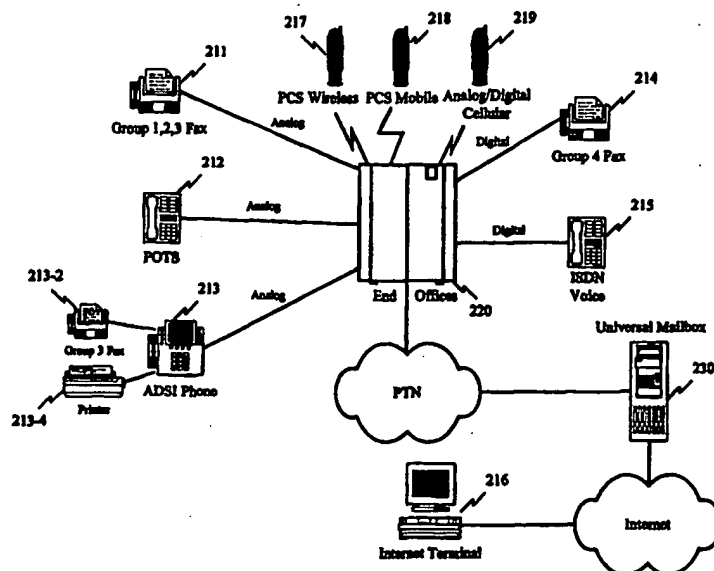 217
218
219
211
PCS Wireless
PCS Mobile
Analog/Digital
Cellular
214
Group 1,2,3 Fax
Analog
Digital
Group 4 Fax
212
Analog
POTS
Digital
215
ISDN
Voice
213-2
213
Analog
End
Offices
220
Group 3 Fax
Universal Mailbox
ADSI Phone
Printer
213-4
PTN
230
216
Internet Terminal
Internet